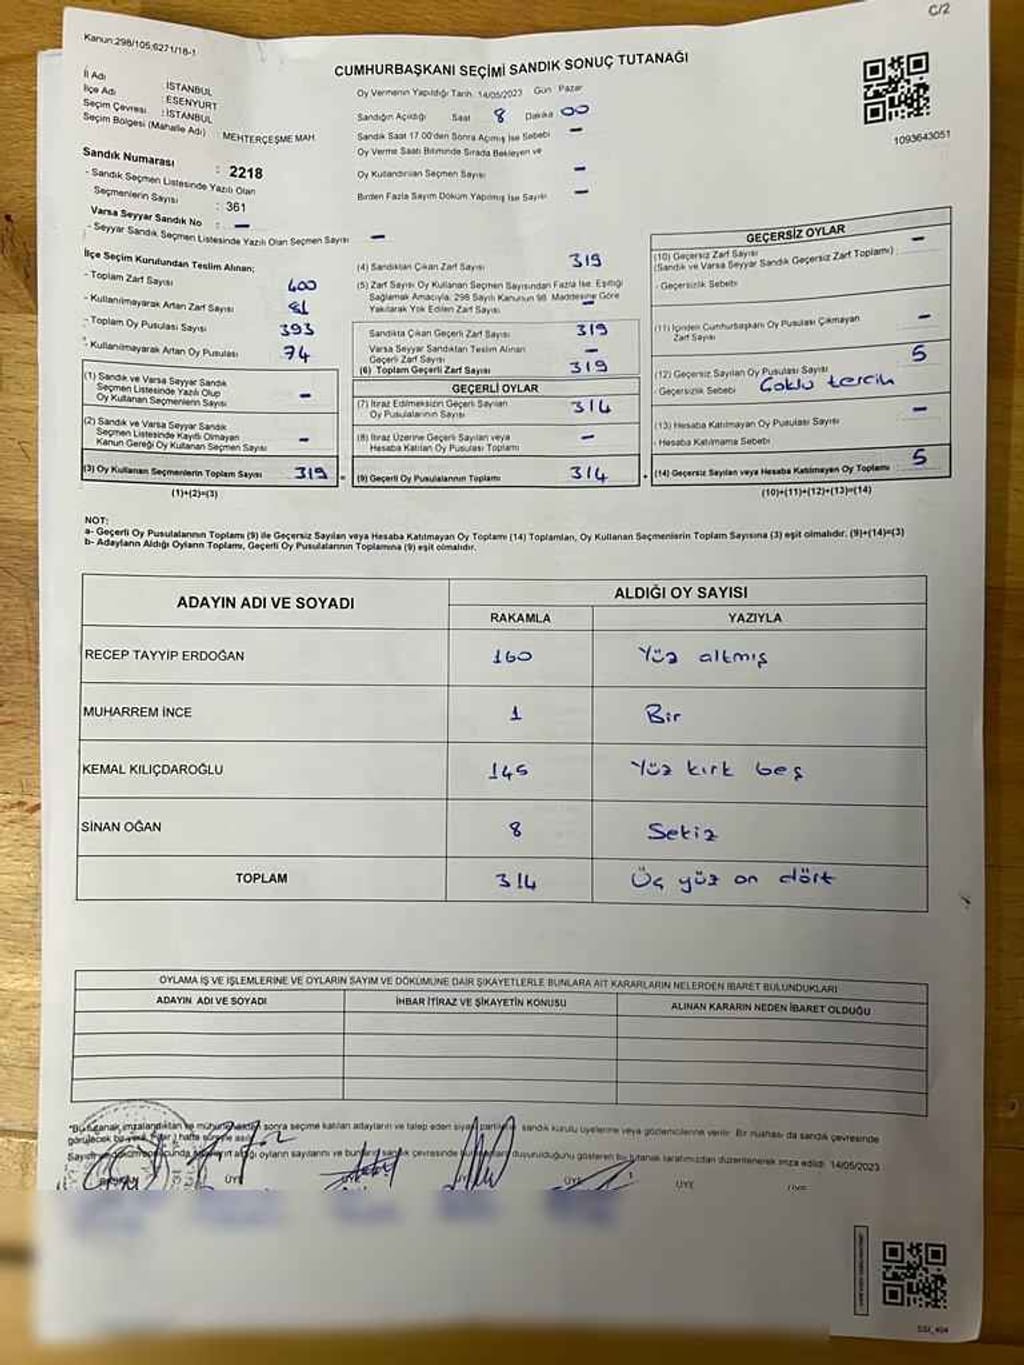 C/2
Kanun:298/105;6271/18-1
CUMHURBAŞKANI SEÇİMİ SANDIK SONUÇ TUTANAĞI
İl Adı : İSTANBUL
İlçe Adı : ESENYURT
Seçim Çevresi : İSTANBUL
Seçim Bölgesi (Mahalle Adı) : MEHTERÇEŞME MAH.
Sandık Numarası : 2218
- Sandık Seçmen Listesinde Yazılı Olan
Seçmenlerin Sayısı : 361
Varsa Seyyar Sandık No : -
- Seyyar Sandık Seçmen Listesinde Yazılı Olan Seçmen Sayısı -
Oy Vermenin Yapıldığı Tarih 14/05/2023 Gün Pazar
Sandığın Açıldığı Saat 8 Dakika 00
Sandık Saat 17.00'den Sonra Açılmış İse Sebebi -
Oy Verme Saati Bitiminde Sırada Bekleyen ve
Oy Kullandırılan Seçmen Sayısı -
Birden Fazla Sayım Döküm Yapılmış İse Sayısı -
1093643051
İlçe Seçim Kurulundan Teslim Alınan;
- Toplam Zarf Sayısı 400
- Kullanılmayarak Artan Zarf Sayısı 81
- Toplam Oy Pusulası Sayısı 393
- Kullanılmayarak Artan Oy Pusulası 74
(1) Sandık ve Varsa Seyyar Sandık
Seçmen Listesinde Yazılı Olup
Oy Kullanan Seçmenlerin Sayısı -
(2) Sandık ve Varsa Seyyar Sandık
Seçmen Listesinde Kayıtlı Olmayan
Kanun Gereği Oy Kullanan Seçmen Sayısı -
(3) Oy Kullanan Seçmenlerin Toplam Sayısı 319
(1)+(2)=(3)
(4) Sandıktan Çıkan Zarf Sayısı 319
(5) Zarf Sayısı Oy Kullanan Seçmen Sayısından Fazla İse, Eşitliği
Sağlamak Amacıyla; 298 Sayılı Kanunun 98. Maddesine Göre
Yakılarak Yok Edilen Zarf Sayısı -
Sandıkta Çıkan Geçerli Zarf Sayısı 319
Varsa Seyyar Sandıktan Teslim Alınan
Geçerli Zarf Sayısı -
(6) Toplam Geçerli Zarf Sayısı 319
GEÇERLİ OYLAR
(7) İtiraz Edilmeksizin Geçerli Sayılan
Oy Pusulalarının Sayısı 314
(8) İtiraz Üzerine Geçerli Sayılan veya
Hesaba Katılan Oy Pusulası Toplamı -
= (9) Geçerli Oy Pusulalarının Toplamı 314 +
GEÇERSİZ OYLAR
(10) Geçersiz Zarf Sayısı -
(Sandık ve Varsa Seyyar Sandık Geçersiz Zarf Toplamı)
- Geçersizlik Sebebi
(11) İçinden Cumhurbaşkanı Oy Pusulası Çıkmayan
Zarf Sayısı -
(12) Geçersiz Sayılan Oy Pusulası Sayısı 5
- Geçersizlik Sebebi Çoklu tercih
(13) Hesaba Katılmayan Oy Pusulası Sayısı -
- Hesaba Katılmama Sebebi
(14) Geçersiz Sayılan veya Hesaba Katılmayan Oy Toplamı 5
(10)+(11)+(12)+(13)=(14)
NOT:
a- Geçerli Oy Pusulalarının Toplamı (9) ile Geçersiz Sayılan veya Hesaba Katılmayan Oy Toplamı (14) Toplamları, Oy Kullanan Seçmenlerin Toplam Sayısına (3) eşit olmalıdır. (9)+(14)=(3)
b- Adayların Aldığı Oyların Toplamı, Geçerli Oy Pusulalarının Toplamına (9) eşit olmalıdır.
ADAYIN ADI VE SOYADI ALDIĞI OY SAYISI
RAKAMLA YAZIYLA
RECEP TAYYİP ERDOĞAN 160 Yüz altmış
MUHARREM İNCE 1 Bir
KEMAL KILIÇDAROĞLU 145 Yüz kırk beş
SİNAN OĞAN 8 Sekiz
TOPLAM 314 Üç yüz on dört
OYLAMA İŞ VE İŞLEMLERİNE VE OYLARIN SAYIM VE DÖKÜMÜNE DAİR ŞİKAYETLERLE BUNLARA AİT KARARLARIN NELERDEN İBARET BULUNDUKLARI
ADAYIN ADI VE SOYADI İHBAR İTİRAZ VE ŞİKAYETİN KONUSU ALINAN KARARIN NEDEN İBARET OLDUĞU
*Bu tutanak imzalandıktan ve sonra seçime katılan adayların ve talep eden sandık kurulu üyelerine veya gözlemcilerine verilir. Bir nüshası da sandık çevresinde
görülecek bir yere hafta süreyle asılır.
aldığı oyların sayılarını ve çevresinde duyurulduğunu gösteren bu tutanak tarafımızdan düzenlenerek imza edildi. 14/05/2023
BAŞKAN ÜYE ÜYE ÜYE